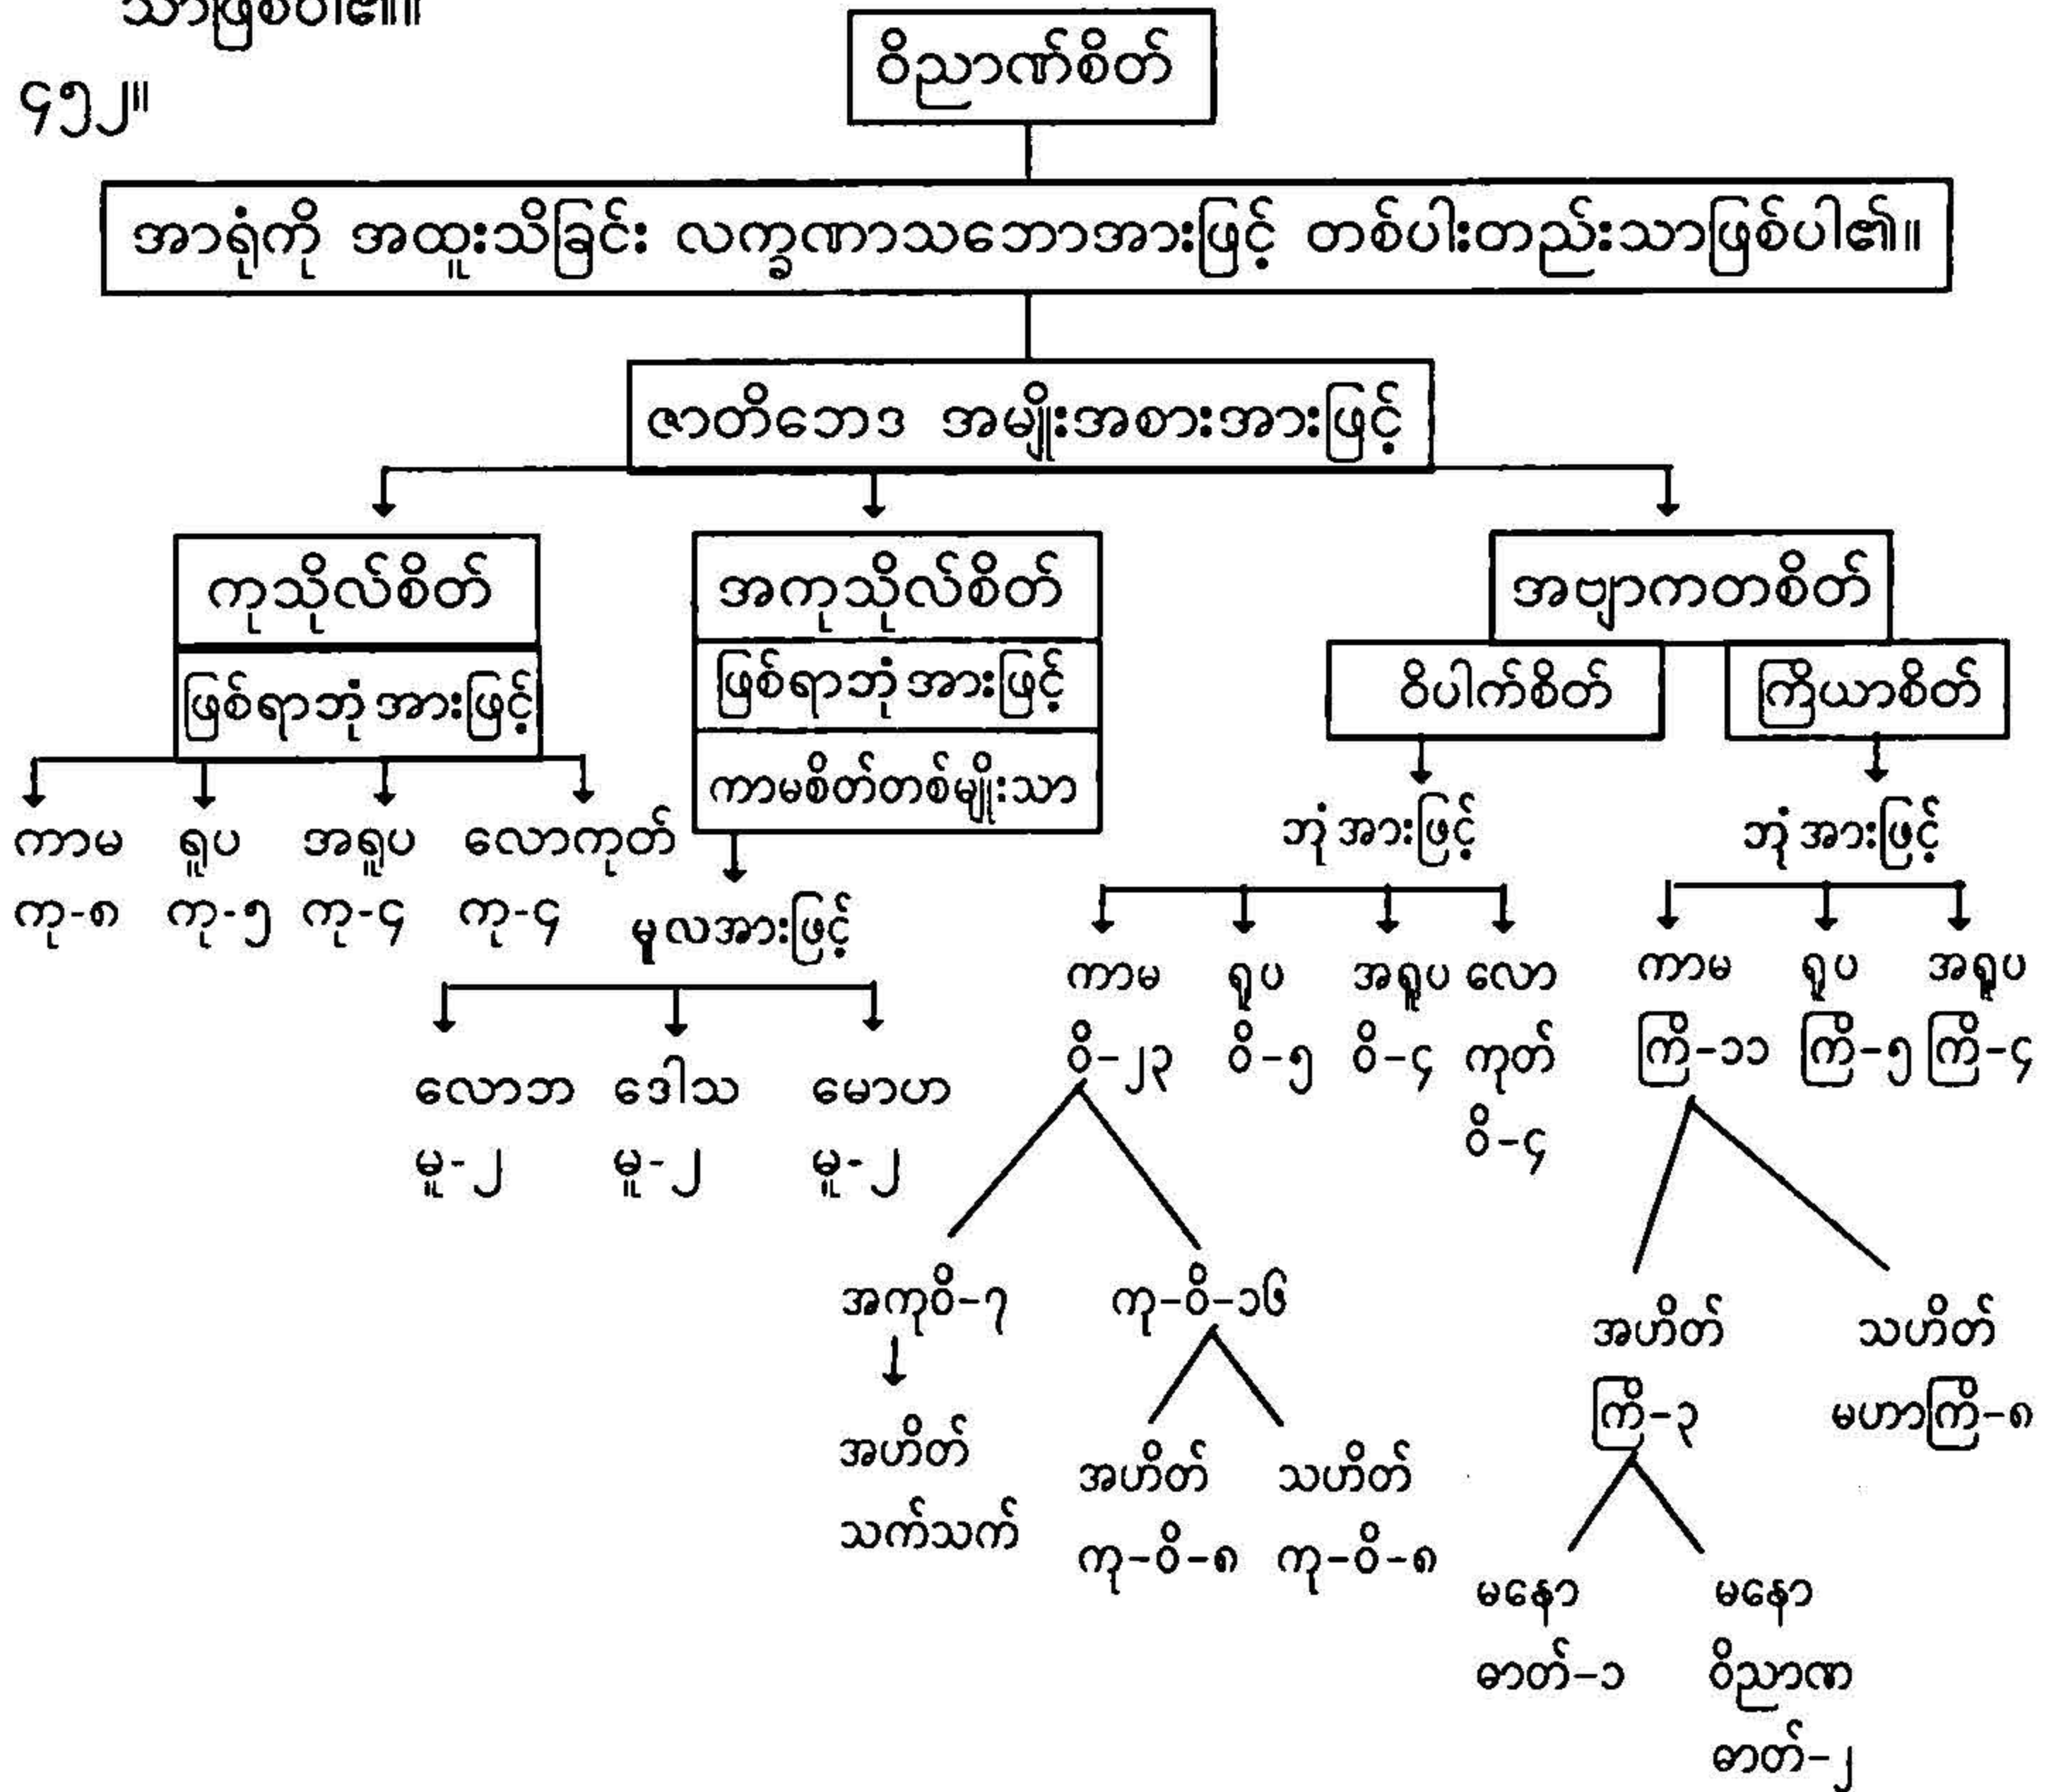 သာဖြစ်ပါ၏။
၄၅၂။
ဝိညာဏ်စိတ်
အာရုံကို အထူးသိခြင်း လက္ခဏာသဘောအားဖြင့် တစ်ပါးတည်းသာဖြစ်ပါ၏။
ဇာတိဘေဒ အမျိုးအစားအားဖြင့်
ကုသိုလ်စိတ်
ဖြစ်ရာဘုံအားဖြင့်
ကာမ ရူပ အရူပ လောကုတ်
ကု-၈ ကု-၅ ကု-၄ ကု-၄
အကုသိုလ်စိတ်
ဖြစ်ရာဘုံအားဖြင့်
ကာမစိတ်တစ်မျိုးသာ
မူလအားဖြင့်
လောဘ ဒေါသ မောဟ
မူ-၂ မူ-၂ မူ-၂
အဗျာကတစိတ်
ဝိပါက်စိတ် ကြိယာစိတ်
ဘုံအားဖြင့် ဘုံအားဖြင့်
ကာမ ရူပ အရူပ လော ကာမ ရူပ အရူပ
ဝိ-၂၃ ဝိ-၅ ဝိ-၄ ကုတ် ကြိ-၁၁ ကြိ-၅ ကြိ-၄
ဝိ-၄
အကုဝိ-၇ ကု-ဝိ-၁၆
အဟိတ် သဟိတ်
ကြိ-၃ မဟာကြိ-၈
အဟိတ် အဟိတ် သဟိတ်
သက်သက် ကု-ဝိ-၈ ကု-ဝိ-၈
မနော မနော
ဓာတ်-၁ ဝိညာဏ
ဓာတ်-၂